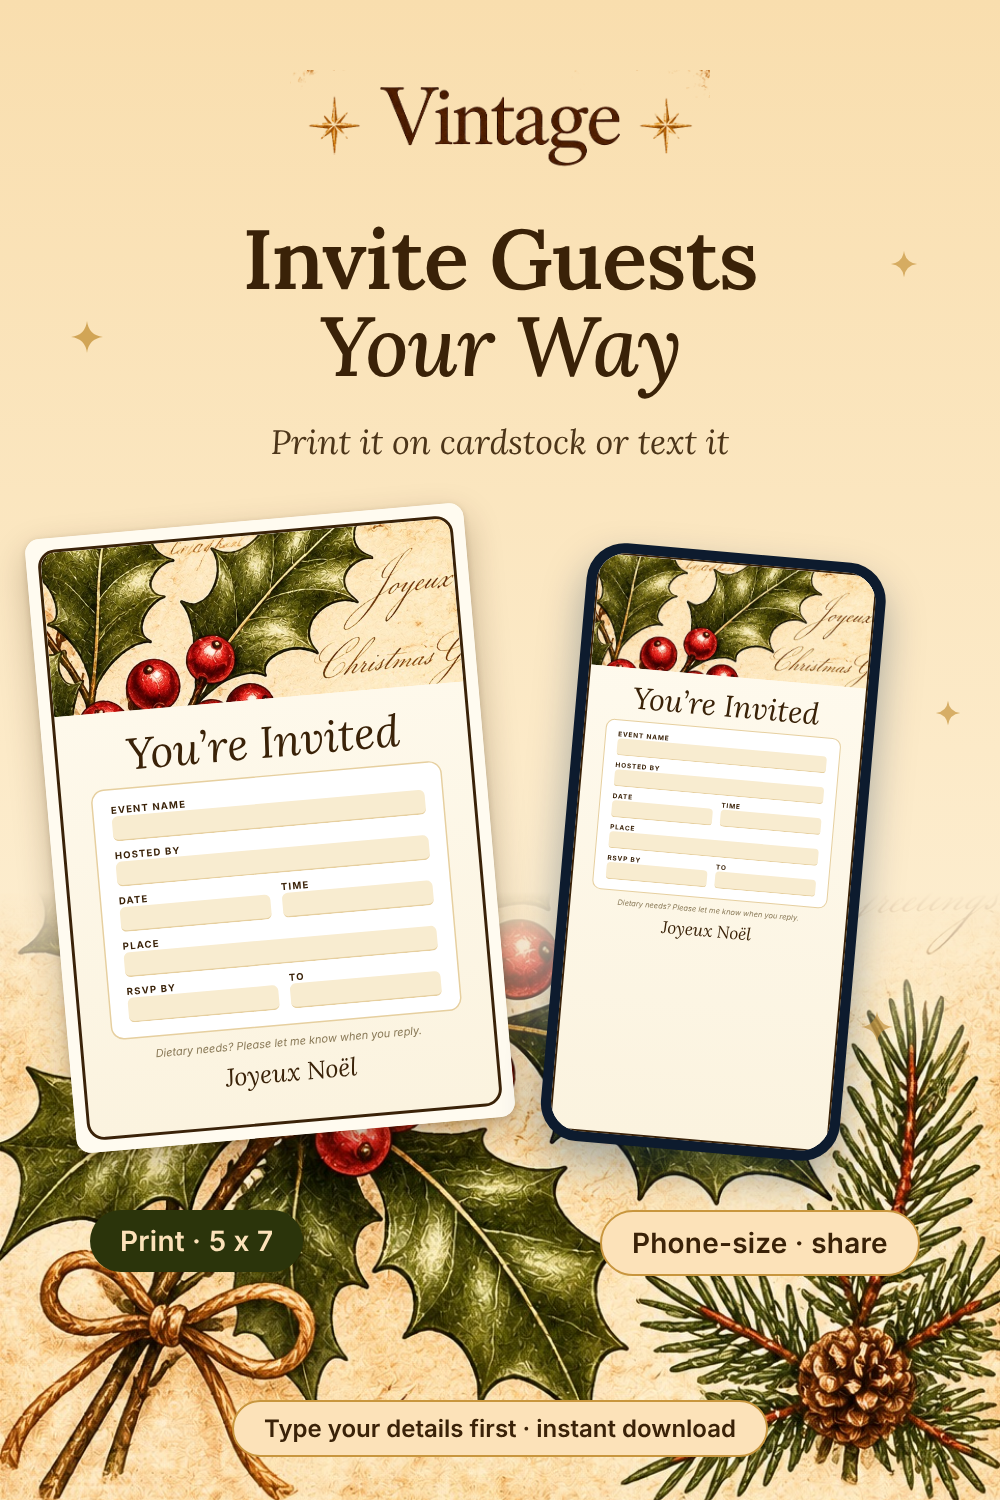 Vintage
Invite Guests
Your Way
Print it on cardstock or text it
Joyeux
Christmas G
You're Invited
EVENT NAME
HOSTED BY
DATE
TIME
PLACE
RSVP BY
TO
Dietary needs? Please let me know when you reply.
Joyeux Noël
Joyeux
Christmas G
You're Invited
EVENT NAME
HOSTED BY
DATE
TIME
PLACE
RSVP BY
TO
Dietary needs? Please let me know when you reply.
Joyeux Noël
Print · 5 x 7
Phone-size · share
Type your details first · instant download